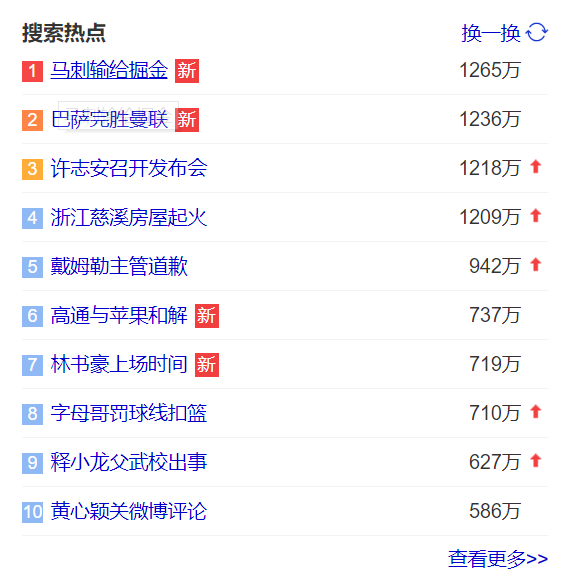 搜索热点 换一换
1 马刺输给掘金 新 1265万
2 巴萨完胜曼联 新 1236万
3 许志安召开发布会 1218万
4 浙江慈溪房屋起火 1209万
5 戴姆勒主管道歉 942万
6 高通与苹果和解 新 737万
7 林书豪上场时间 新 719万
8 字母哥罚球线扣篮 710万
9 释小龙父武校出事 627万
10 黄心颖关微博评论 586万
查看更多>>